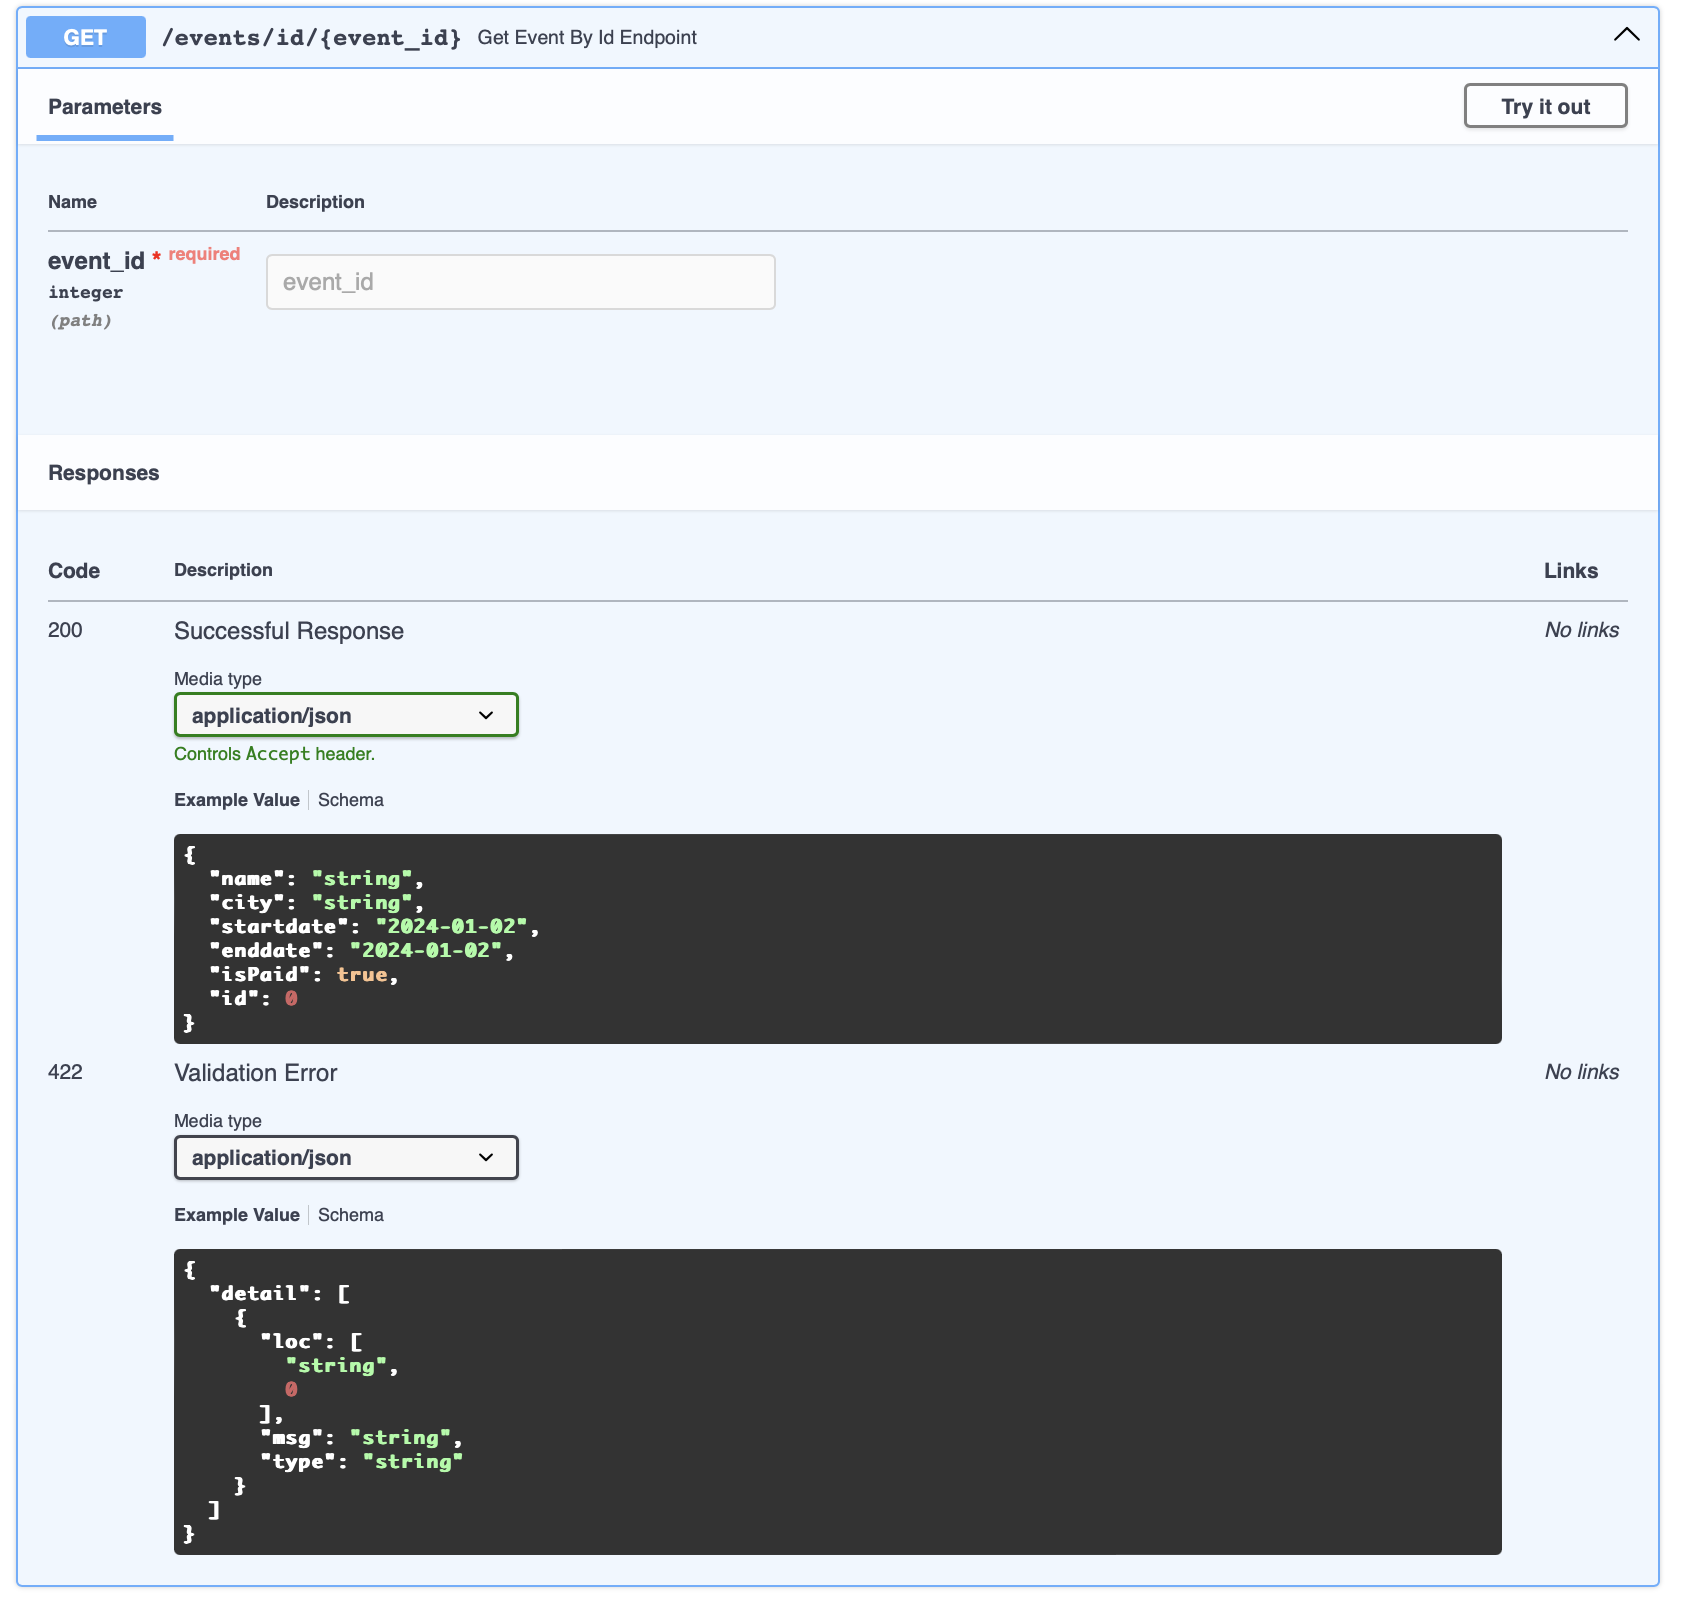 GET /events/id/{event_id} Get Event By Id Endpoint
Parameters
Try it out
Name Description
event_id * required
integer
(path)
event_id
Responses
Code Description Links
200 Successful Response No links
Media type
application/json
Controls Accept header.
Example Value Schema
{
  "name": "string",
  "city": "string",
  "startdate": "2024-01-02",
  "enddate": "2024-01-02",
  "isPaid": true,
  "id": 0
}
422 Validation Error No links
Media type
application/json
Example Value Schema
{
  "detail": [
    {
      "loc": [
        "string",
        0
      ],
      "msg": "string",
      "type": "string"
    }
  ]
}